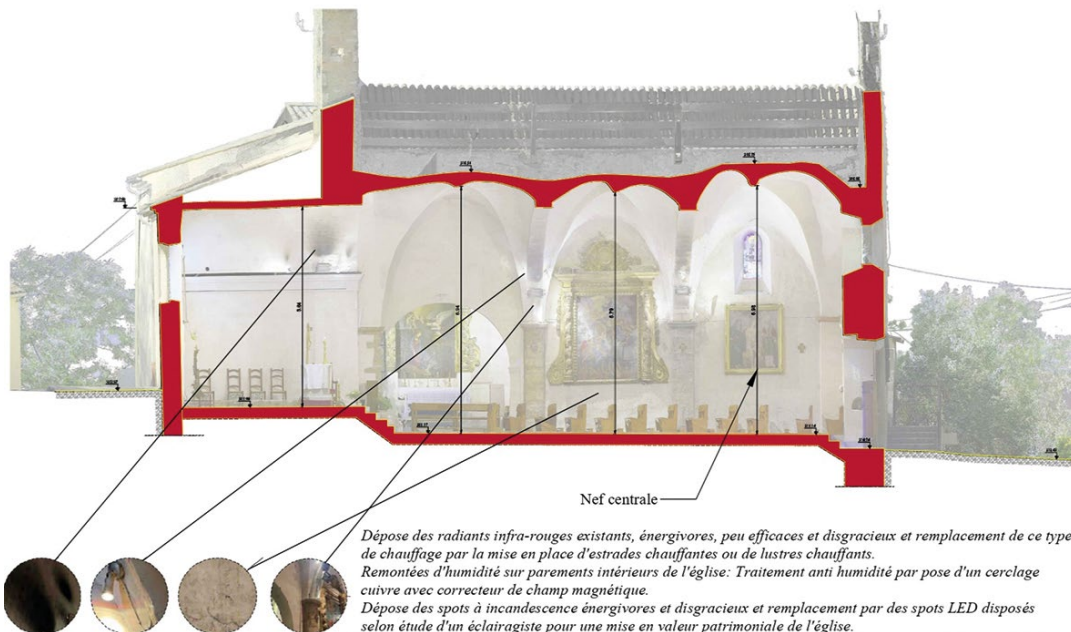 5.84
8.79
Nef centrale
Dépose des radiants infra-rouges existants, énergivores, peu efficaces et disgracieux et remplacement de ce type
de chauffage par la mise en place d'estrades chauffantes ou de lustres chauffants.
Remontées d'humidité sur parements intérieurs de l'église: Traitement anti humidité par pose d'un cerclage
cuivre avec correcteur de champ magnétique.
Dépose des spots à incandescence énergivores et disgracieux et remplacement par des spots LED disposés
selon étude d'un éclairagiste pour une mise en valeur patrimoniale de l'église.